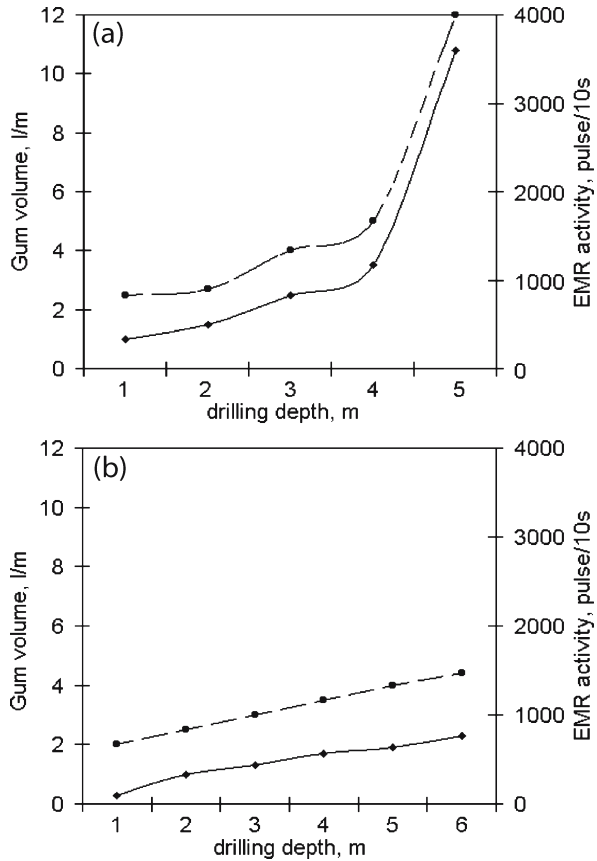 (a)
12
10
8
6
4
2
0
Gum volume, l/m
4000
3000
2000
1000
0
EMR activity, pulse/10s
1 2 3 4 5
drilling depth, m
(b)
12
10
8
6
4
2
0
Gum volume, l/m
4000
3000
2000
1000
0
EMR activity, pulse/10s
1 2 3 4 5 6
drilling depth, m